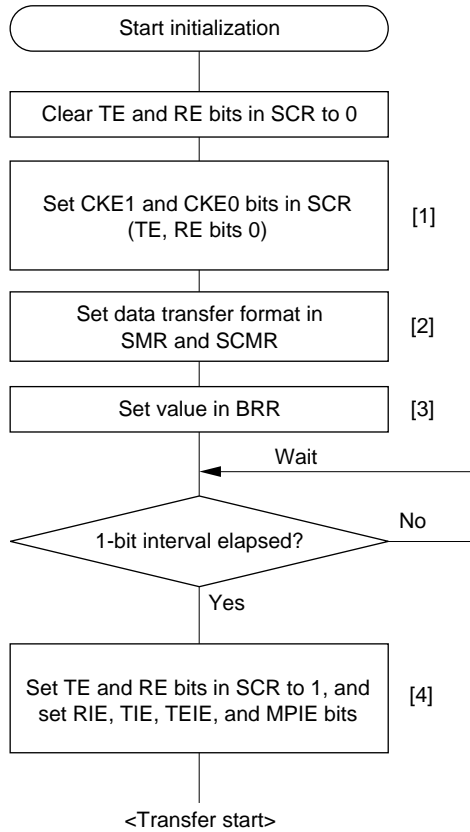 Start initialization
Clear TE and RE bits in SCR to 0
Set CKE1 and CKE0 bits in SCR
(TE, RE bits 0)
[1]
Set data transfer format in
SMR and SCMR
[2]
Set value in BRR
[3]
Wait
1-bit interval elapsed?
No
Yes
Set TE and RE bits in SCR to 1, and
set RIE, TIE, TEIE, and MPIE bits
[4]
<Transfer start>